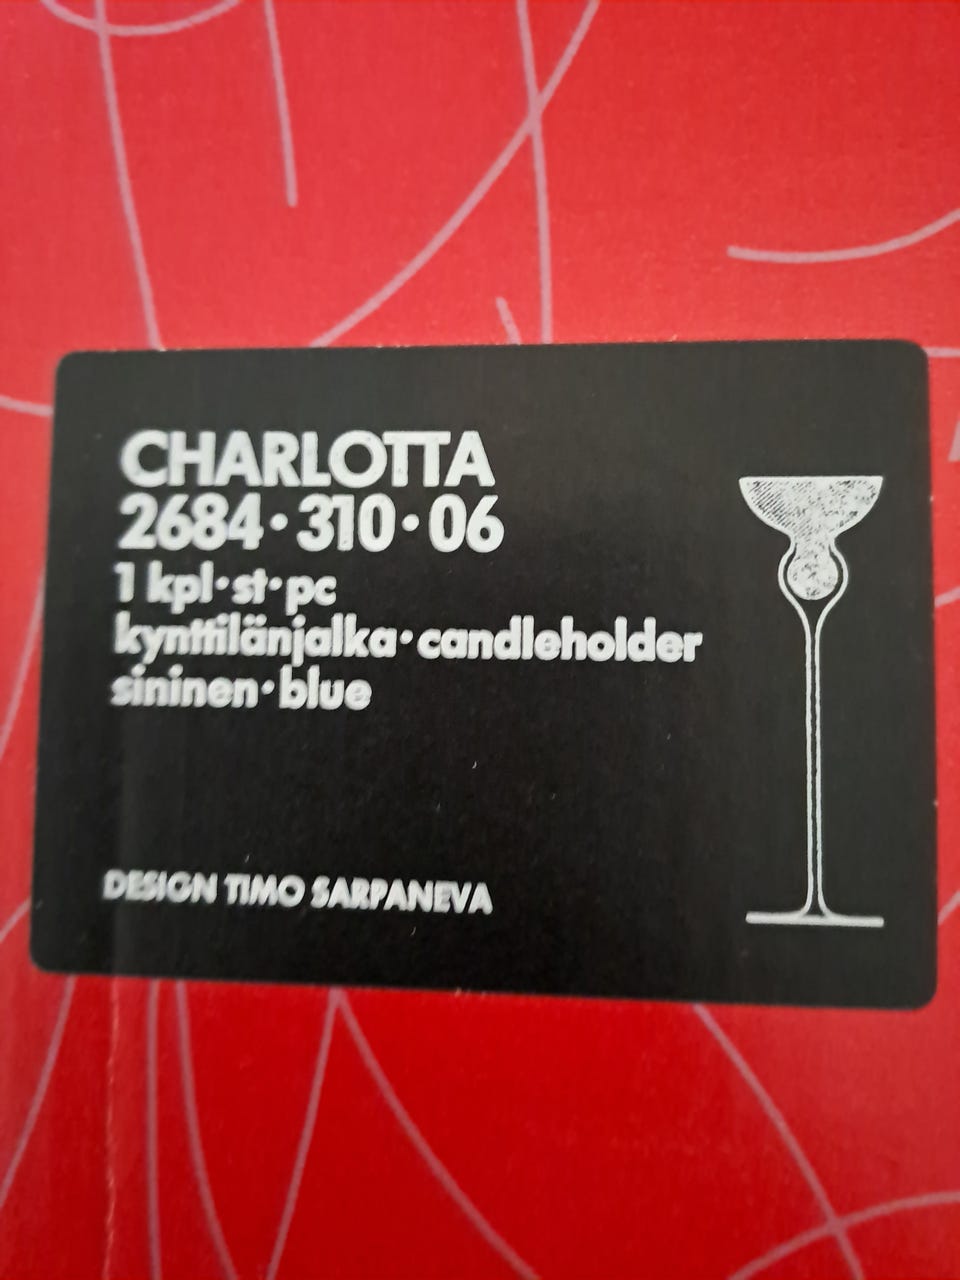 CHARLOTTA
2684·310·06
1 kpl·st·pc
kynttilänjalka·candleholder
sininen·blue
DESIGN TIMO SARPANEVA